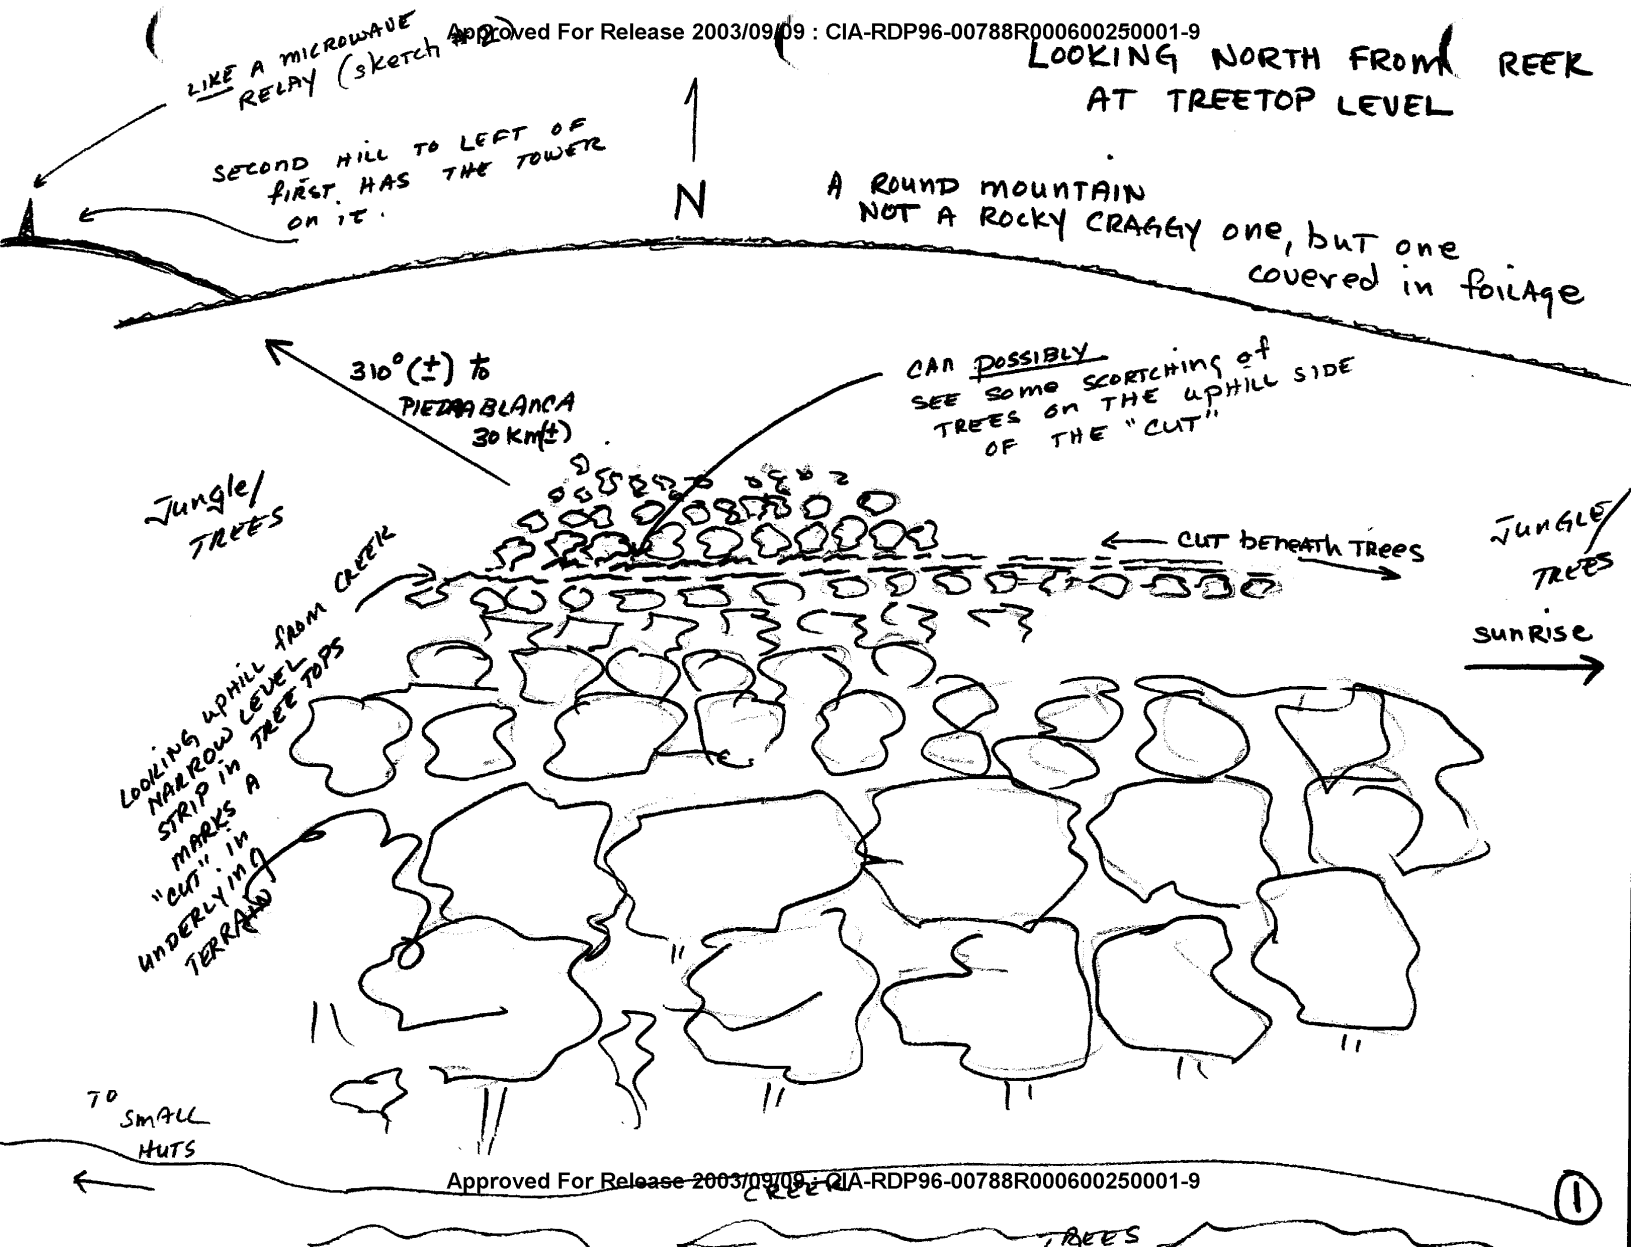 Approved For Release 2003/09/09 : CIA-RDP96-00788R000600250001-9
LIKE A MICROWAVE
RELAY (sketch #2)
LOOKING NORTH FROM REEK
AT TREETOP LEVEL
SECOND HILL TO LEFT OF
fIRST HAS THE TOWER
on iT.
N
A ROUND mOUNTAIN
NOT A ROCKY CRAGGY one, buT one
covered in foilAge
310° (±) to
PIEDRABLANCA
30 Km(±)
CAn POSSIBLY
SEE Some SCORTCHING of
TREES on THE uPHILL SIDE
OF THE "CUT"
Jungle/
TREES
CUT beneATH TREES
JUNGLE/
TREES
sunRise
LOOKING uPHILL fROM CREEK
NARROW LEVEL
STRIP in TREE TOPS
MARKS A
"CUT" in
UNDERLYING
TERRAIN
TO
SmALL
HUTS
Approved For Release 2003/09/09 : CIA-RDP96-00788R000600250001-9
CREEK
1
TREES